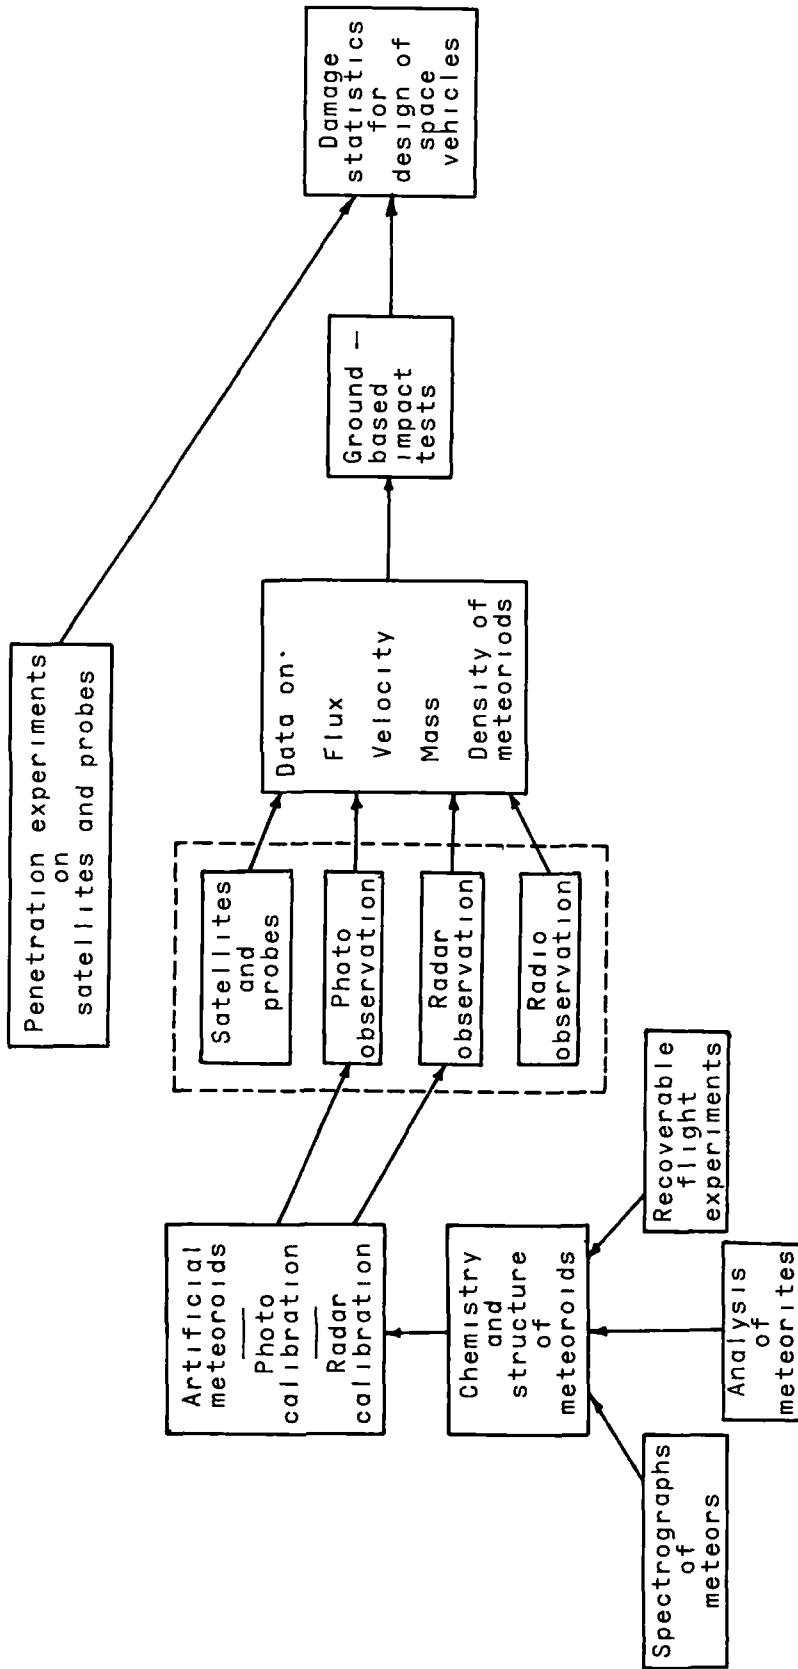 Penetration experiments
on
satellites and probes
Damage
statistics
for
design of
space
vehicles
Ground –
based
impact
tests
Data on·
Flux
Velocity
Mass
Density of
meteoriods
Satellites
and
probes
Photo
observation
Radar
observation
Radio
observation
Artificial
meteoroids
Photo
calibration
Radar
calibration
Chemistry
and
structure
of
meteoroids
Spectrographs
of
meteors
Analysis
of
meteorites
Recoverable
flight
experiments